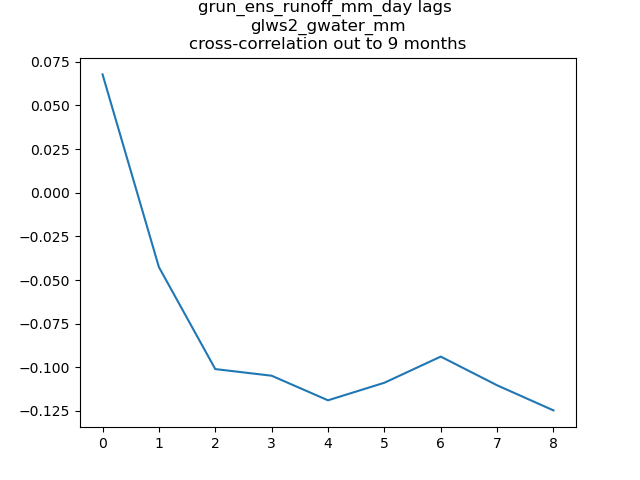 grun_ens_runoff_mm_day lags
glws2_gwater_mm
cross-correlation out to 9 months
0.075
0.050
0.025
0.000
−0.025
−0.050
−0.075
−0.100
−0.125
0 1 2 3 4 5 6 7 8